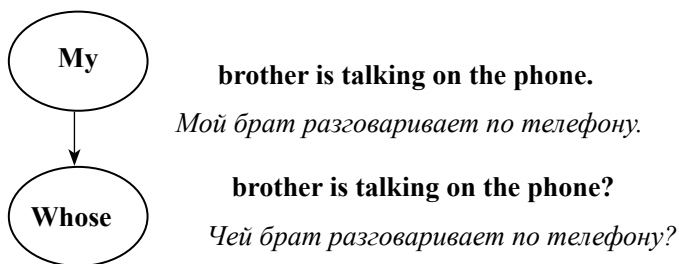 My
brother is talking on the phone.
Мой брат разговаривает по телефону.
brother is talking on the phone?
Whose
Чей брат разговаривает по телефону?